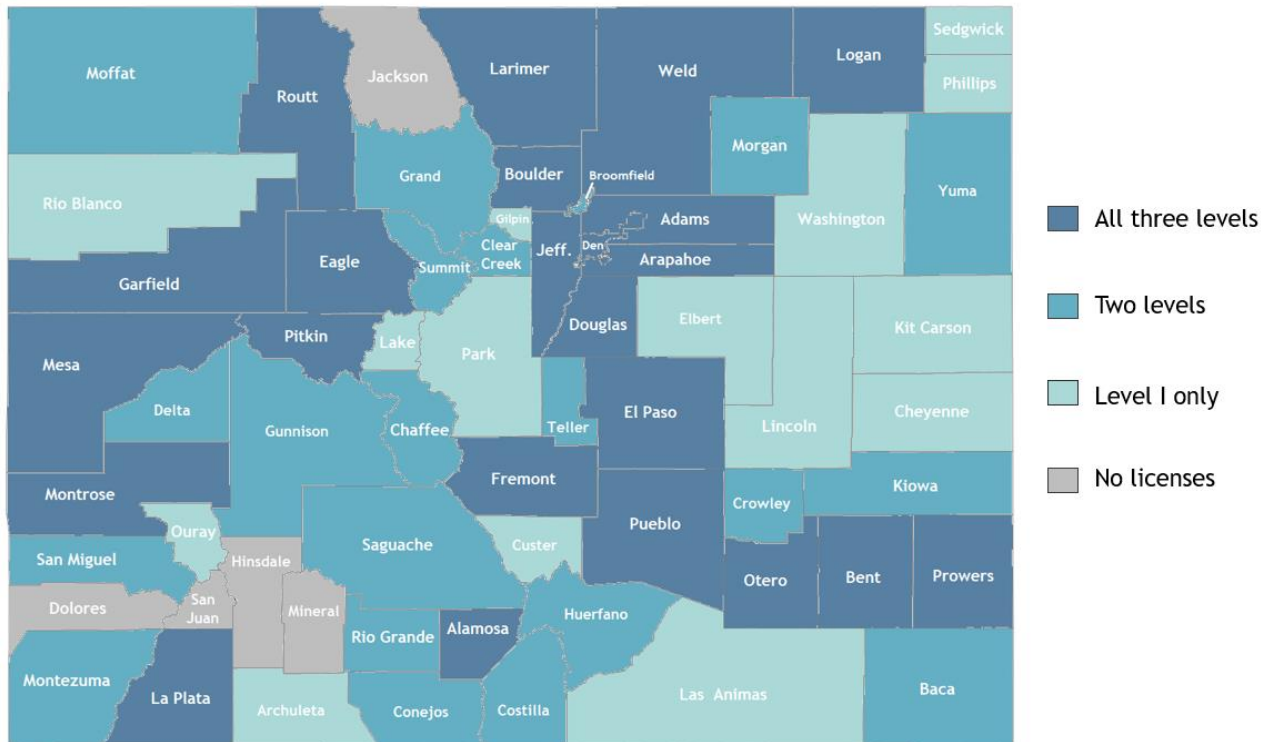 Sedgwick
Moffat
Jackson
Larimer
Weld
Logan
Routt
Phillips
Morgan
Boulder
Grand
Broomfield
Yuma
Rio Blanco
Gilpin
Adams
Washington
Clear
Creek
Jeff.
Den
Eagle
Summit
Arapahoe
Garfield
Elbert
Kit Carson
Douglas
Pitkin
Lake
Park
Mesa
Delta
El Paso
Cheyenne
Gunnison
Chaffee
Teller
Lincoln
Fremont
Montrose
Kiowa
Crowley
Pueblo
Ouray
San Miguel
Hinsdale
Saguache
Custer
Otero
Bent
Prowers
Dolores
San
Juan
Mineral
Huerfano
Rio Grande
Alamosa
Montezuma
La Plata
Archuleta
Conejos
Costilla
Las Animas
Baca
All three levels
Two levels
Level I only
No licenses